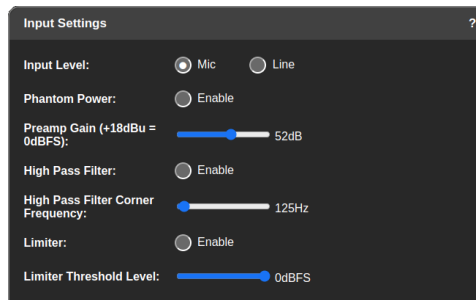 Input Settings ?
Input Level: Mic Line
Phantom Power: Enable
Preamp Gain (+18dBu =
0dBFS): 52dB
High Pass Filter: Enable
High Pass Filter Corner
Frequency: 125Hz
Limiter: Enable
Limiter Threshold Level: 0dBFS